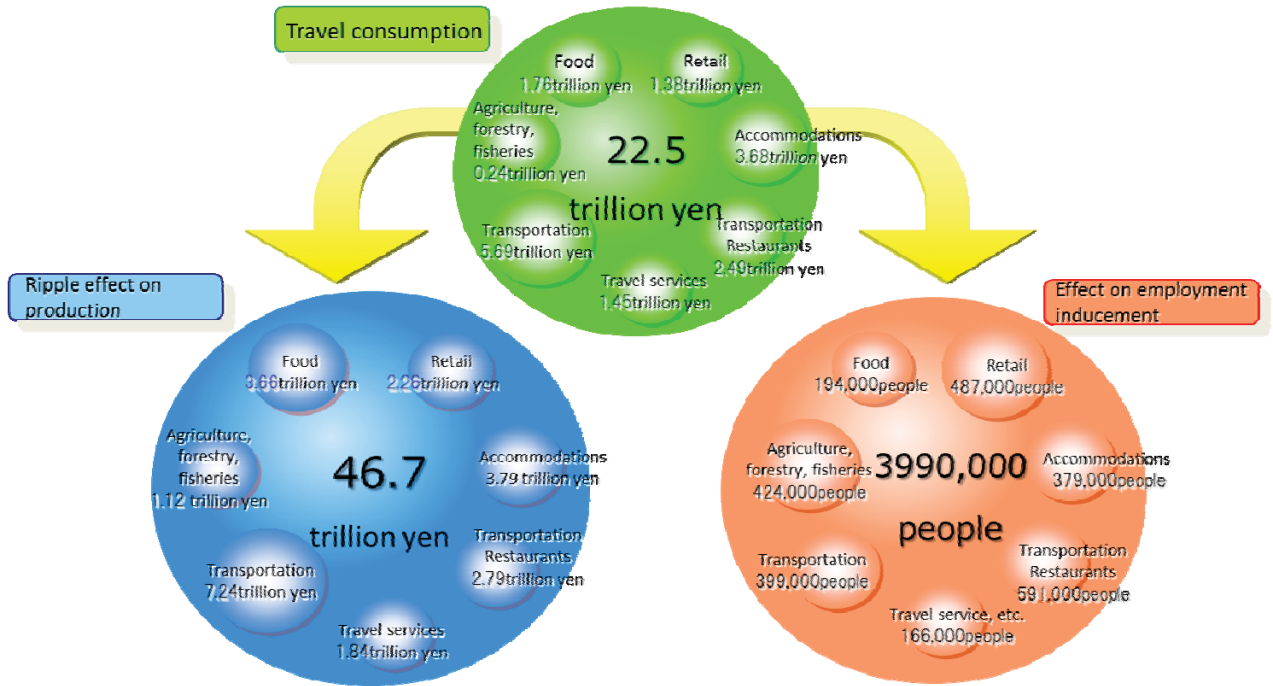 Travel consumption
Food
1.76trillion yen
Retail
1.38trillion yen
Agriculture,
forestry,
fisheries
0.24trillion yen
Accommodations
3.68trillion yen
22.5
trillion yen
Transportation
5.69trillion yen
Transportation
Restaurants
2.49trillion yen
Travel services
1.45trillion yen
Ripple effect on
production
Food
3.66trillion yen
Retail
2.26trillion yen
Agriculture,
forestry,
fisheries
1.12 trillion yen
Accommodations
3.79 trillion yen
46.7
trillion yen
Transportation
7.24trillion yen
Transportation
Restaurants
2.79trillion yen
Travel services
1.84trillion yen
Effect on employment
inducement
Food
194,000people
Retail
487,000people
Agriculture,
forestry, fisheries
424,000people
Accommodations
379,000people
3990,000
people
Transportation
399,000people
Transportation
Restaurants
591,000people
Travel service, etc.
166,000people